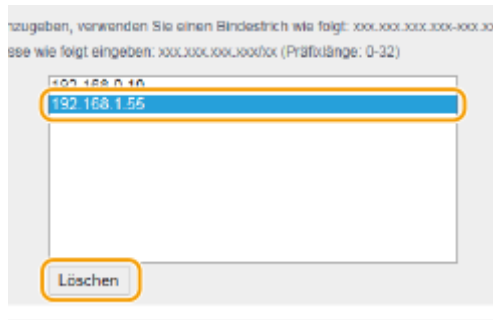 nzugeben, verwenden Sie einen Bindestrich wie folgt: xxx.xxx.xxx.xxx-xxx.xx
sse wie folgt eingeben: xxx.xxx.xxx.xxx/xx (Präfixlänge: 0-32)
192.168.0.10
192.168.1.55
Löschen